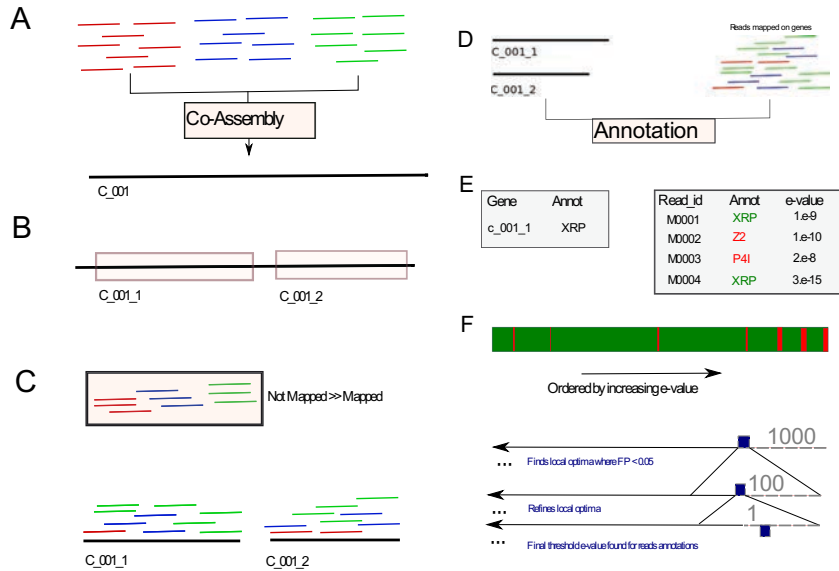 A
Co-Assembly
C_001
B
C_001_1
C_001_2
C
Not Mapped >> Mapped
C_001_1
C_001_2
D
Reads mapped on genes
C_001_1
C_001_2
Annotation
E
Gene Annot
c_001_1 XRP
Read_id Annot e-value
M0001 XRP 1.e-9
M0002 Z2 1.e-10
M0003 P4I 2.e-8
M0004 XRP 3.e-15
F
Ordered by increasing e-value
1000
... Finds local optima where FP < 0.05
100
... Refines local optima
1
... Final threshold e-value found for reads annotations